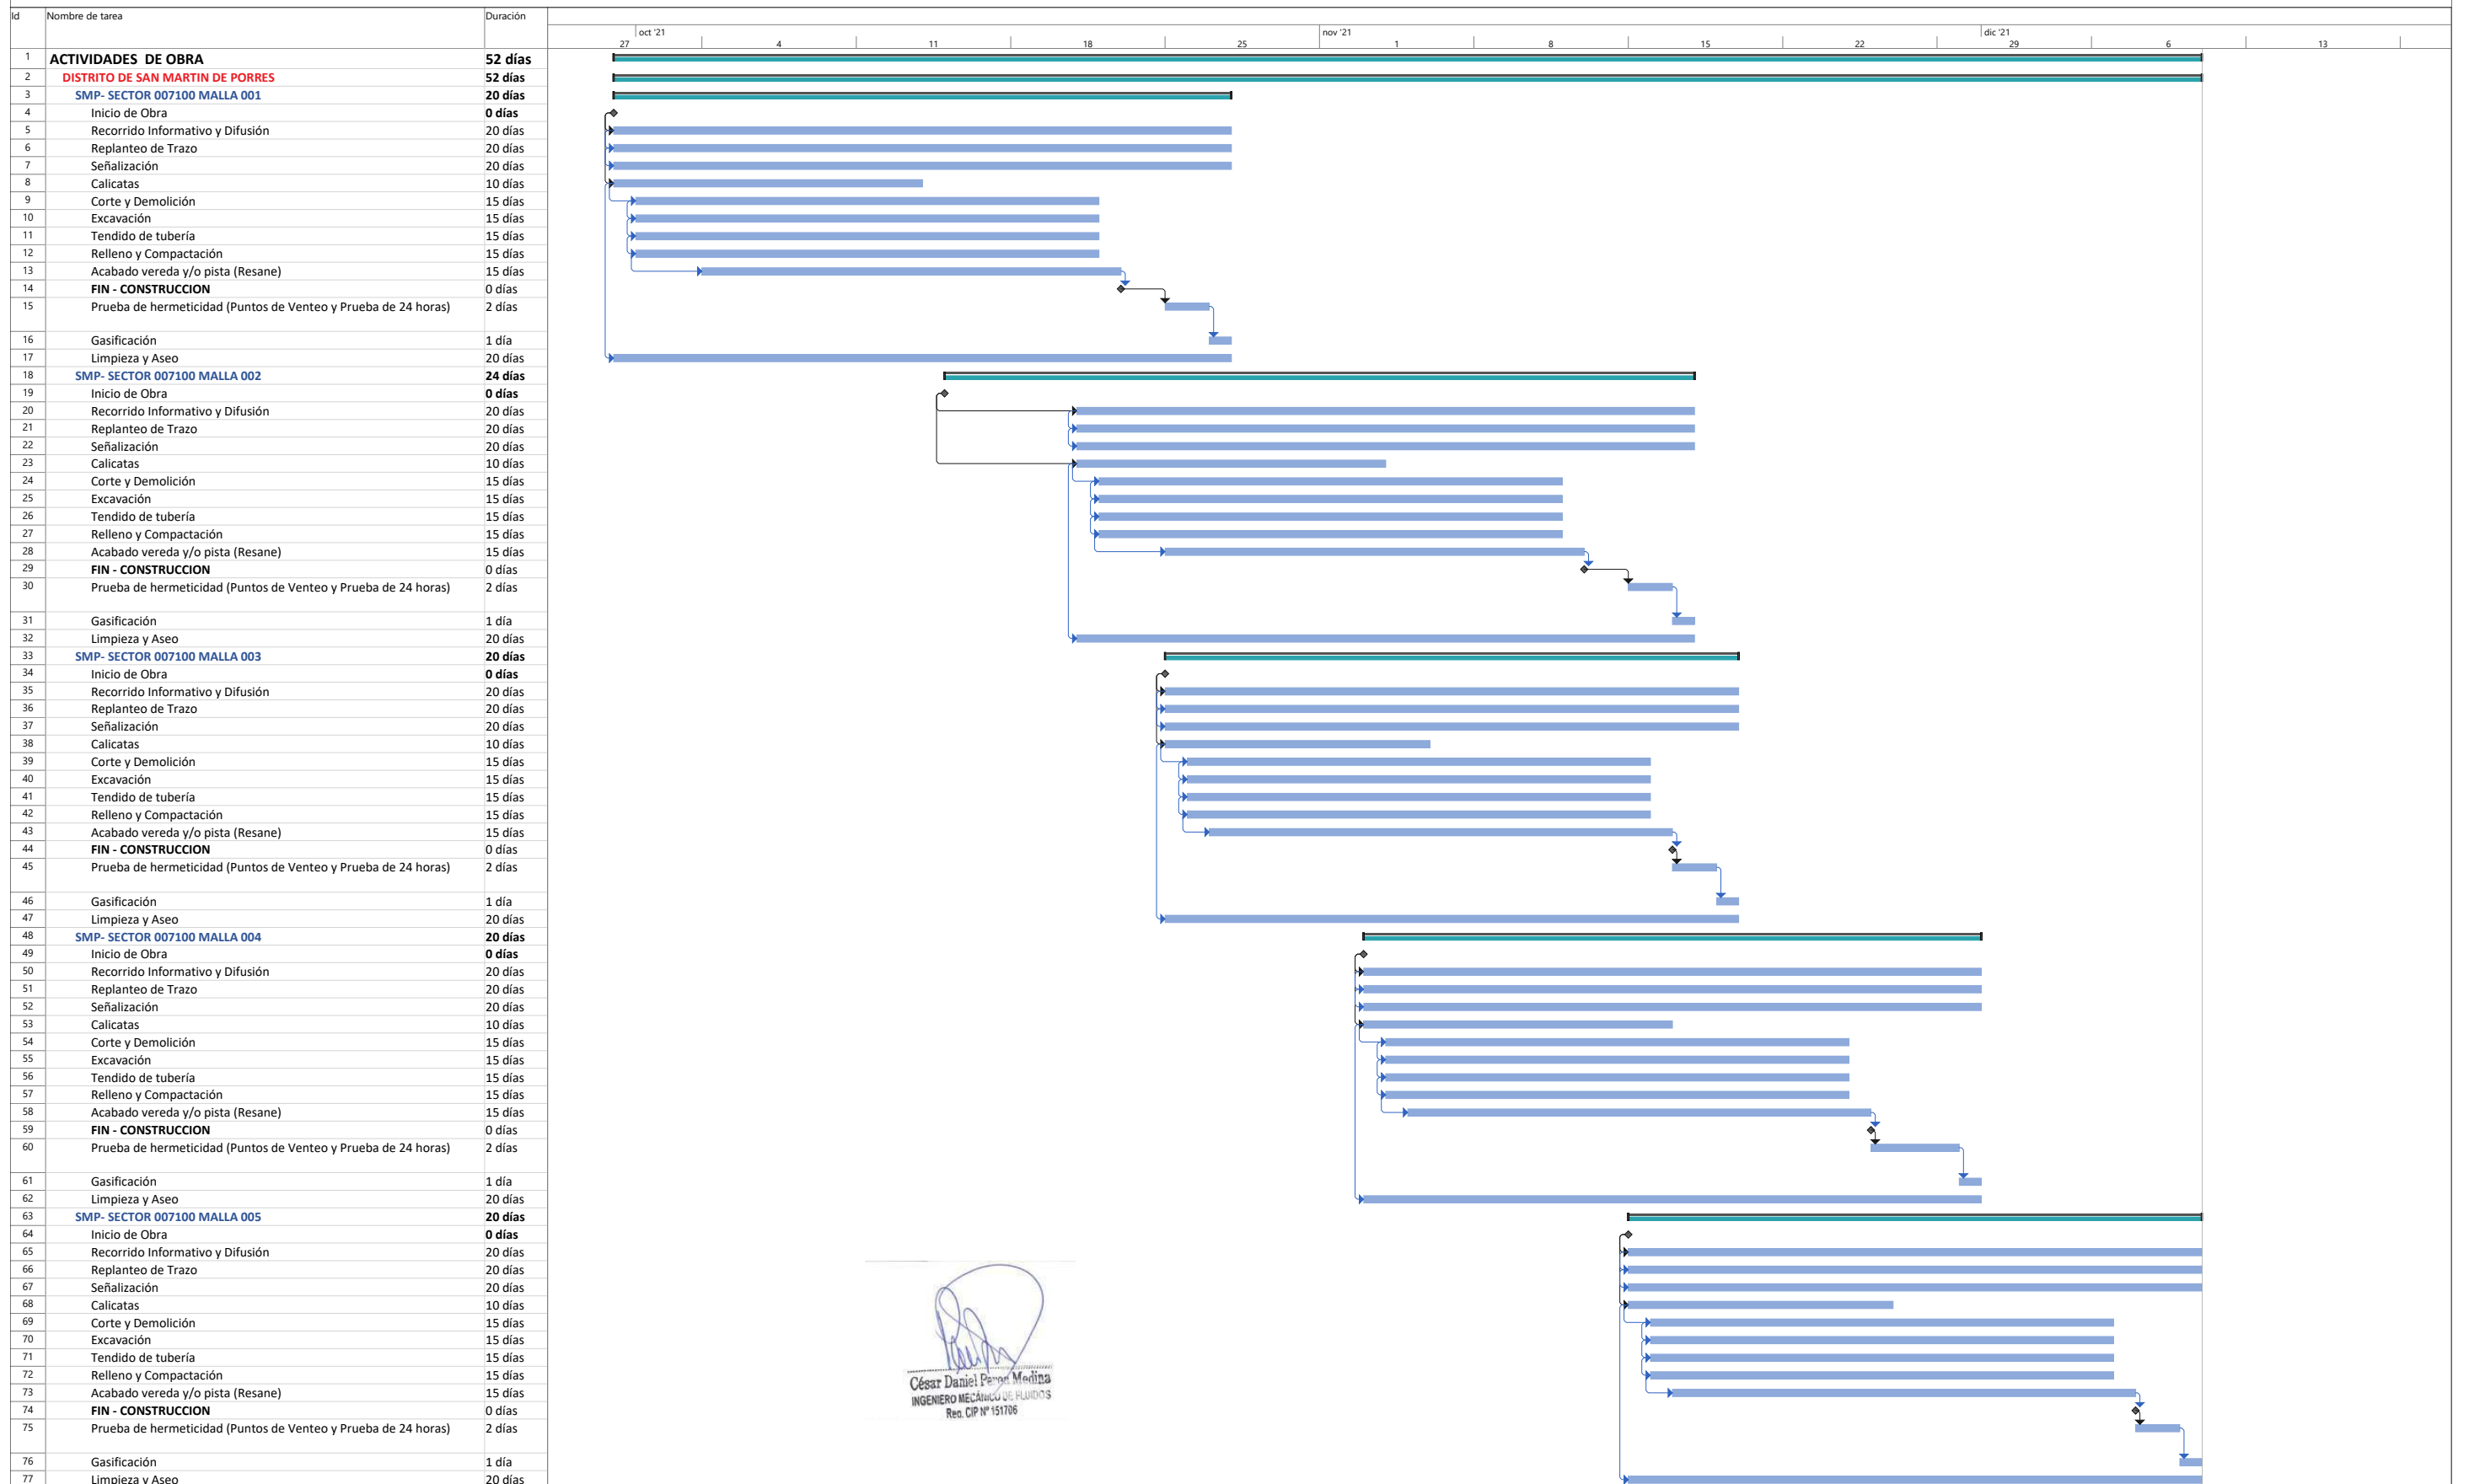 Id Nombre de tarea Duración
oct '21 nov '21 dic '21
27 4 11 18 25 1 8 15 22 29 6 13
1 ACTIVIDADES DE OBRA 52 días
2 DISTRITO DE SAN MARTIN DE PORRES 52 días
3 SMP- SECTOR 007100 MALLA 001 20 días
4 Inicio de Obra 0 días
5 Recorrido Informativo y Difusión 20 días
6 Replanteo de Trazo 20 días
7 Señalización 20 días
8 Calicatas 10 días
9 Corte y Demolición 15 días
10 Excavación 15 días
11 Tendido de tubería 15 días
12 Relleno y Compactación 15 días
13 Acabado vereda y/o pista (Resane) 15 días
14 FIN - CONSTRUCCION 0 días
15 Prueba de hermeticidad (Puntos de Venteo y Prueba de 24 horas) 2 días
16 Gasificación 1 día
17 Limpieza y Aseo 20 días
18 SMP- SECTOR 007100 MALLA 002 24 días
19 Inicio de Obra 0 días
20 Recorrido Informativo y Difusión 20 días
21 Replanteo de Trazo 20 días
22 Señalización 20 días
23 Calicatas 10 días
24 Corte y Demolición 15 días
25 Excavación 15 días
26 Tendido de tubería 15 días
27 Relleno y Compactación 15 días
28 Acabado vereda y/o pista (Resane) 15 días
29 FIN - CONSTRUCCION 0 días
30 Prueba de hermeticidad (Puntos de Venteo y Prueba de 24 horas) 2 días
31 Gasificación 1 día
32 Limpieza y Aseo 20 días
33 SMP- SECTOR 007100 MALLA 003 20 días
34 Inicio de Obra 0 días
35 Recorrido Informativo y Difusión 20 días
36 Replanteo de Trazo 20 días
37 Señalización 20 días
38 Calicatas 10 días
39 Corte y Demolición 15 días
40 Excavación 15 días
41 Tendido de tubería 15 días
42 Relleno y Compactación 15 días
43 Acabado vereda y/o pista (Resane) 15 días
44 FIN - CONSTRUCCION 0 días
45 Prueba de hermeticidad (Puntos de Venteo y Prueba de 24 horas) 2 días
46 Gasificación 1 día
47 Limpieza y Aseo 20 días
48 SMP- SECTOR 007100 MALLA 004 20 días
49 Inicio de Obra 0 días
50 Recorrido Informativo y Difusión 20 días
51 Replanteo de Trazo 20 días
52 Señalización 20 días
53 Calicatas 10 días
54 Corte y Demolición 15 días
55 Excavación 15 días
56 Tendido de tubería 15 días
57 Relleno y Compactación 15 días
58 Acabado vereda y/o pista (Resane) 15 días
59 FIN - CONSTRUCCION 0 días
60 Prueba de hermeticidad (Puntos de Venteo y Prueba de 24 horas) 2 días
61 Gasificación 1 día
62 Limpieza y Aseo 20 días
63 SMP- SECTOR 007100 MALLA 005 20 días
64 Inicio de Obra 0 días
65 Recorrido Informativo y Difusión 20 días
66 Replanteo de Trazo 20 días
67 Señalización 20 días
68 Calicatas 10 días
69 Corte y Demolición 15 días
70 Excavación 15 días
71 Tendido de tubería 15 días
72 Relleno y Compactación 15 días
73 Acabado vereda y/o pista (Resane) 15 días
74 FIN - CONSTRUCCION 0 días
75 Prueba de hermeticidad (Puntos de Venteo y Prueba de 24 horas) 2 días
76 Gasificación 1 día
77 Limpieza y Aseo 20 días
César Daniel Medina
INGENIERO MECÁNICO DE FLUIDOS
Reg. CIP N° 151706